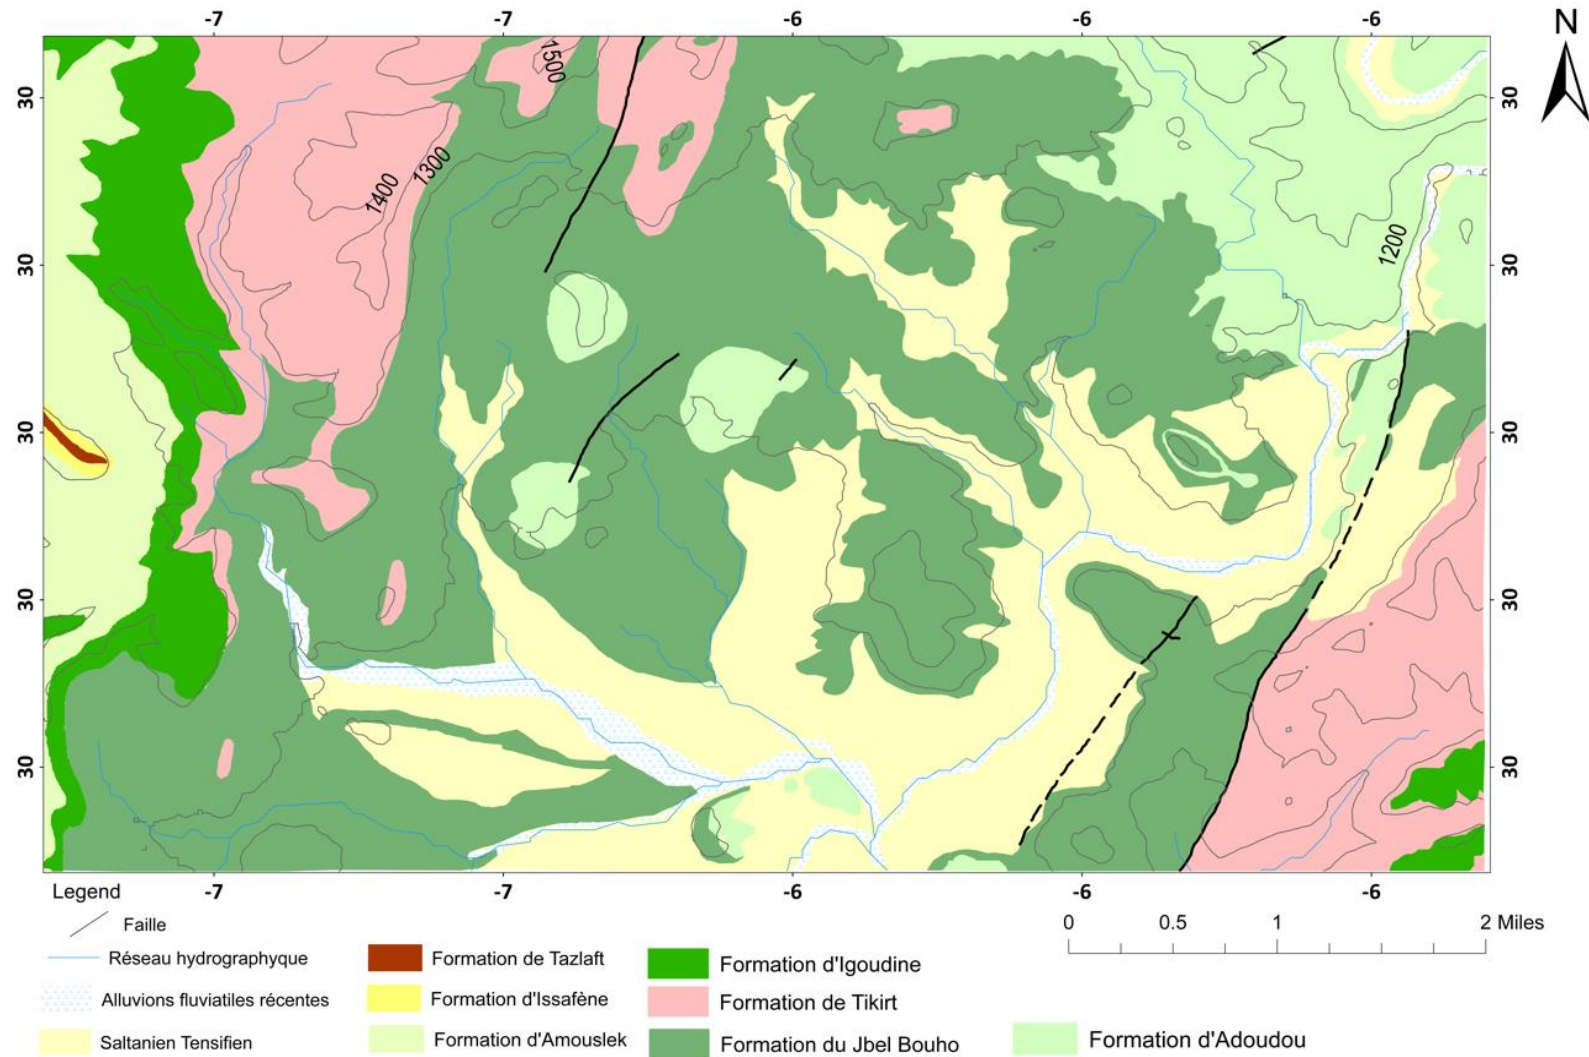 -7 -7 -6 -6 -6
N
1500
30 30
1300
1400
1200
30 30
30 30
30 30
30 30
Legend
-7 -7 -6 -6 -6
Faille
0 0.5 1 2 Miles
Réseau hydrographyque
Formation de Tazlaft
Formation d'Igoudine
Alluvions fluviatiles récentes
Formation d'Issafène
Formation de Tikirt
Saltanien Tensifien
Formation d'Amouslek
Formation du Jbel Bouho
Formation d'Adoudou